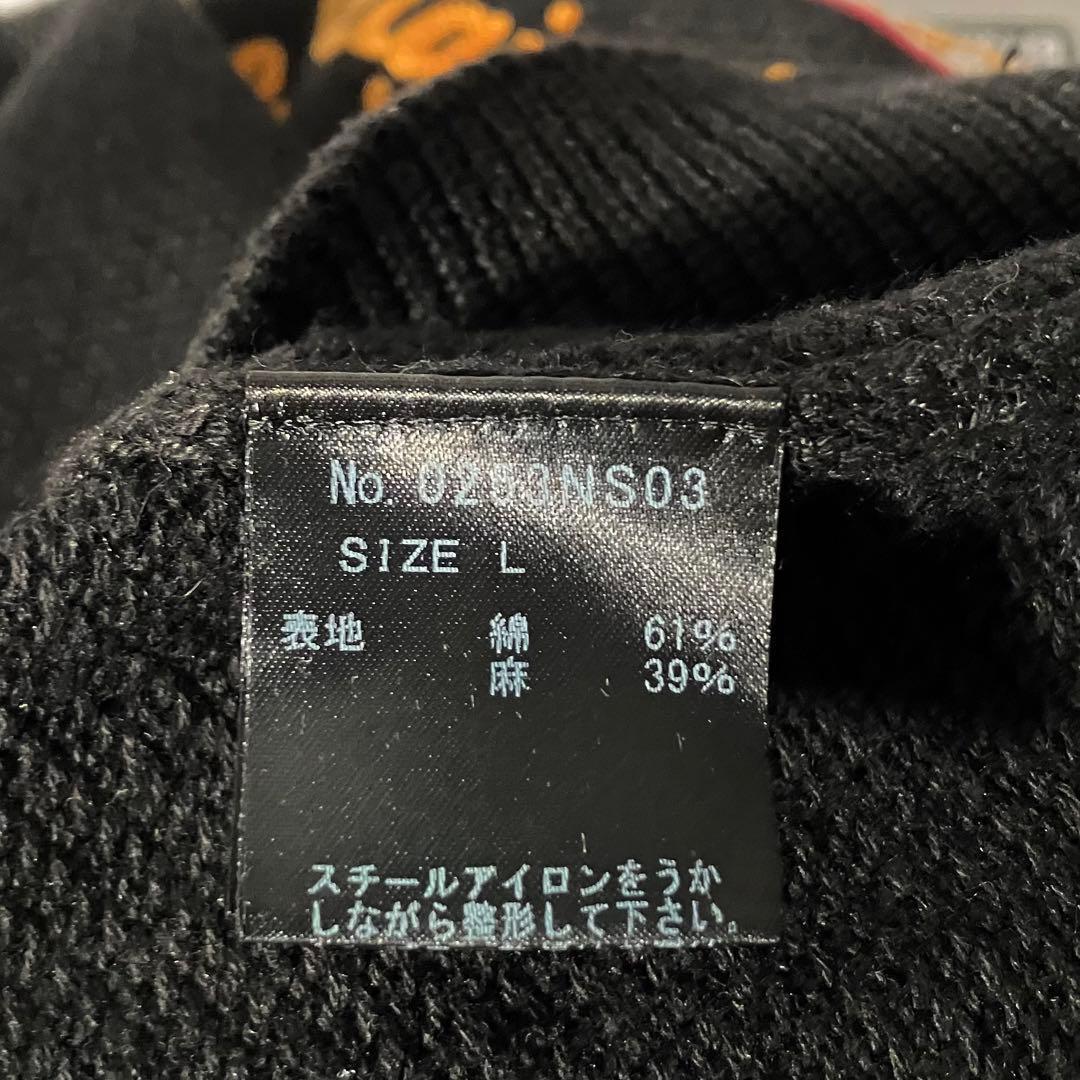 No 0253NS03
SIZE L
表地 綿 61%
麻 39%
スチールアイロンをうか
しながら整形して下さい。